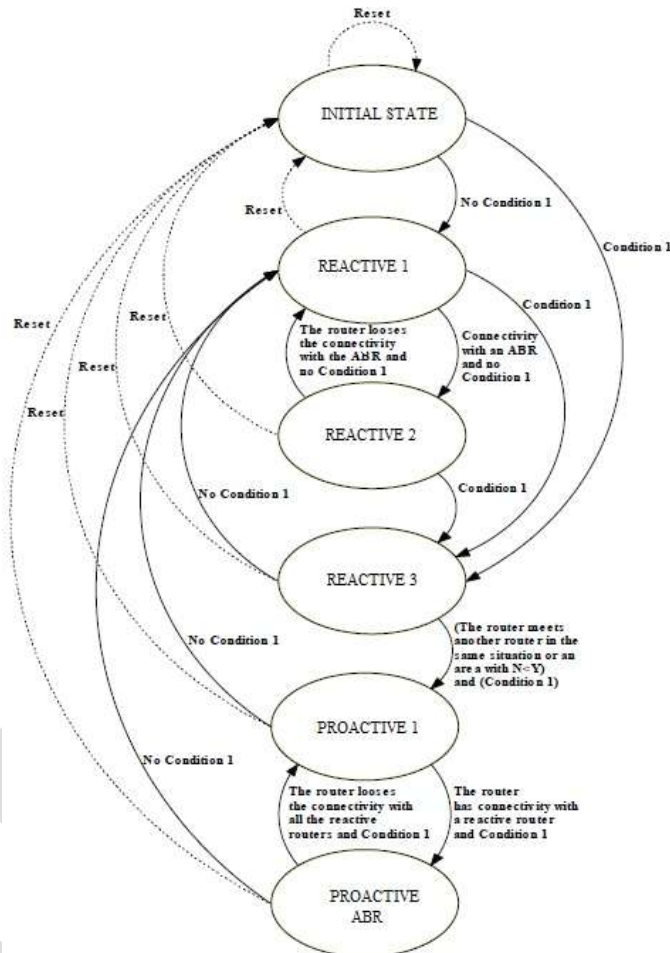 Reset
INITIAL STATE
Reset
No Condition 1
Condition 1
REACTIVE 1
Condition 1
Reset
Reset
Reset
Reset
The router looses
the connectivity
with the ABR and
no Condition 1
Connectivity
with an ABR
and no
Condition 1
REACTIVE 2
No Condition 1
Condition 1
REACTIVE 3
(The router meets
another router in the
same situation or an
area with N<Y)
and (Condition 1)
No Condition 1
PROACTIVE 1
No Condition 1
The router looses
the connectivity with
all the reactive
routers and Condition 1
The router
has connectivity with
a reactive router
and Condition 1
PROACTIVE
ABR